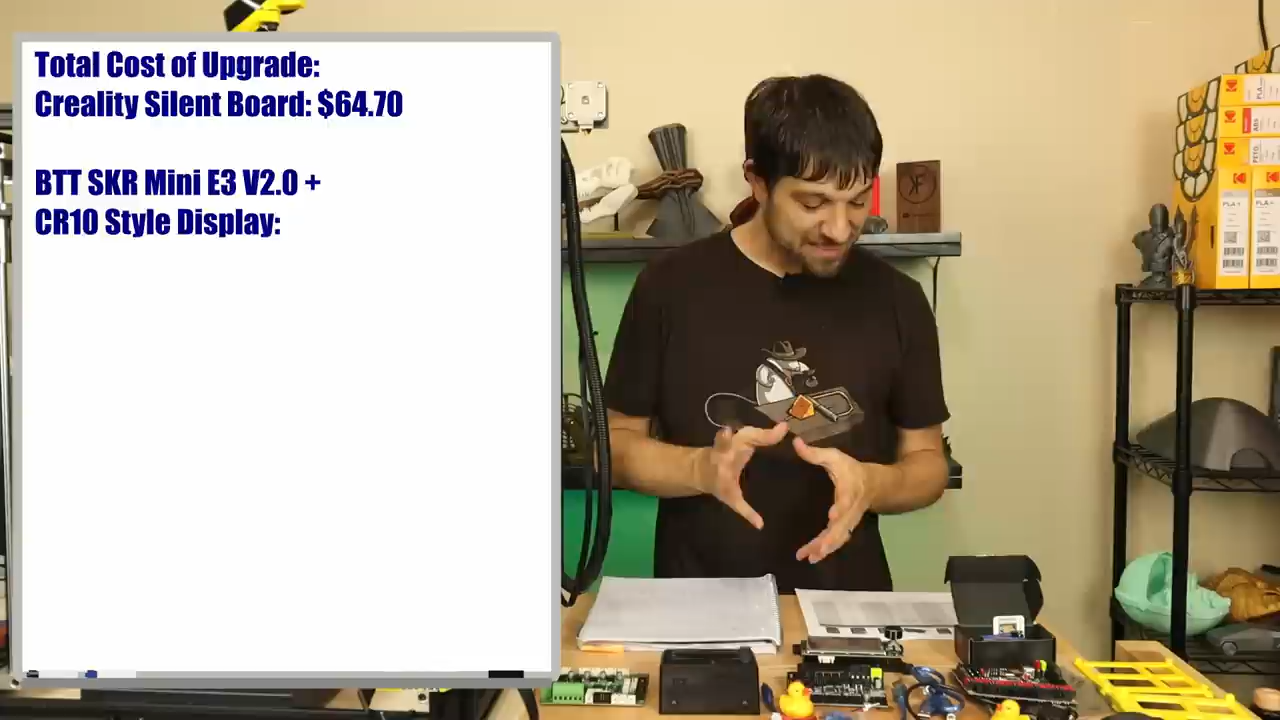 Total Cost of Upgrade:
Creality Silent Board: $64.70
BTT SKR Mini E3 V2.0 +
CR10 Style Display: